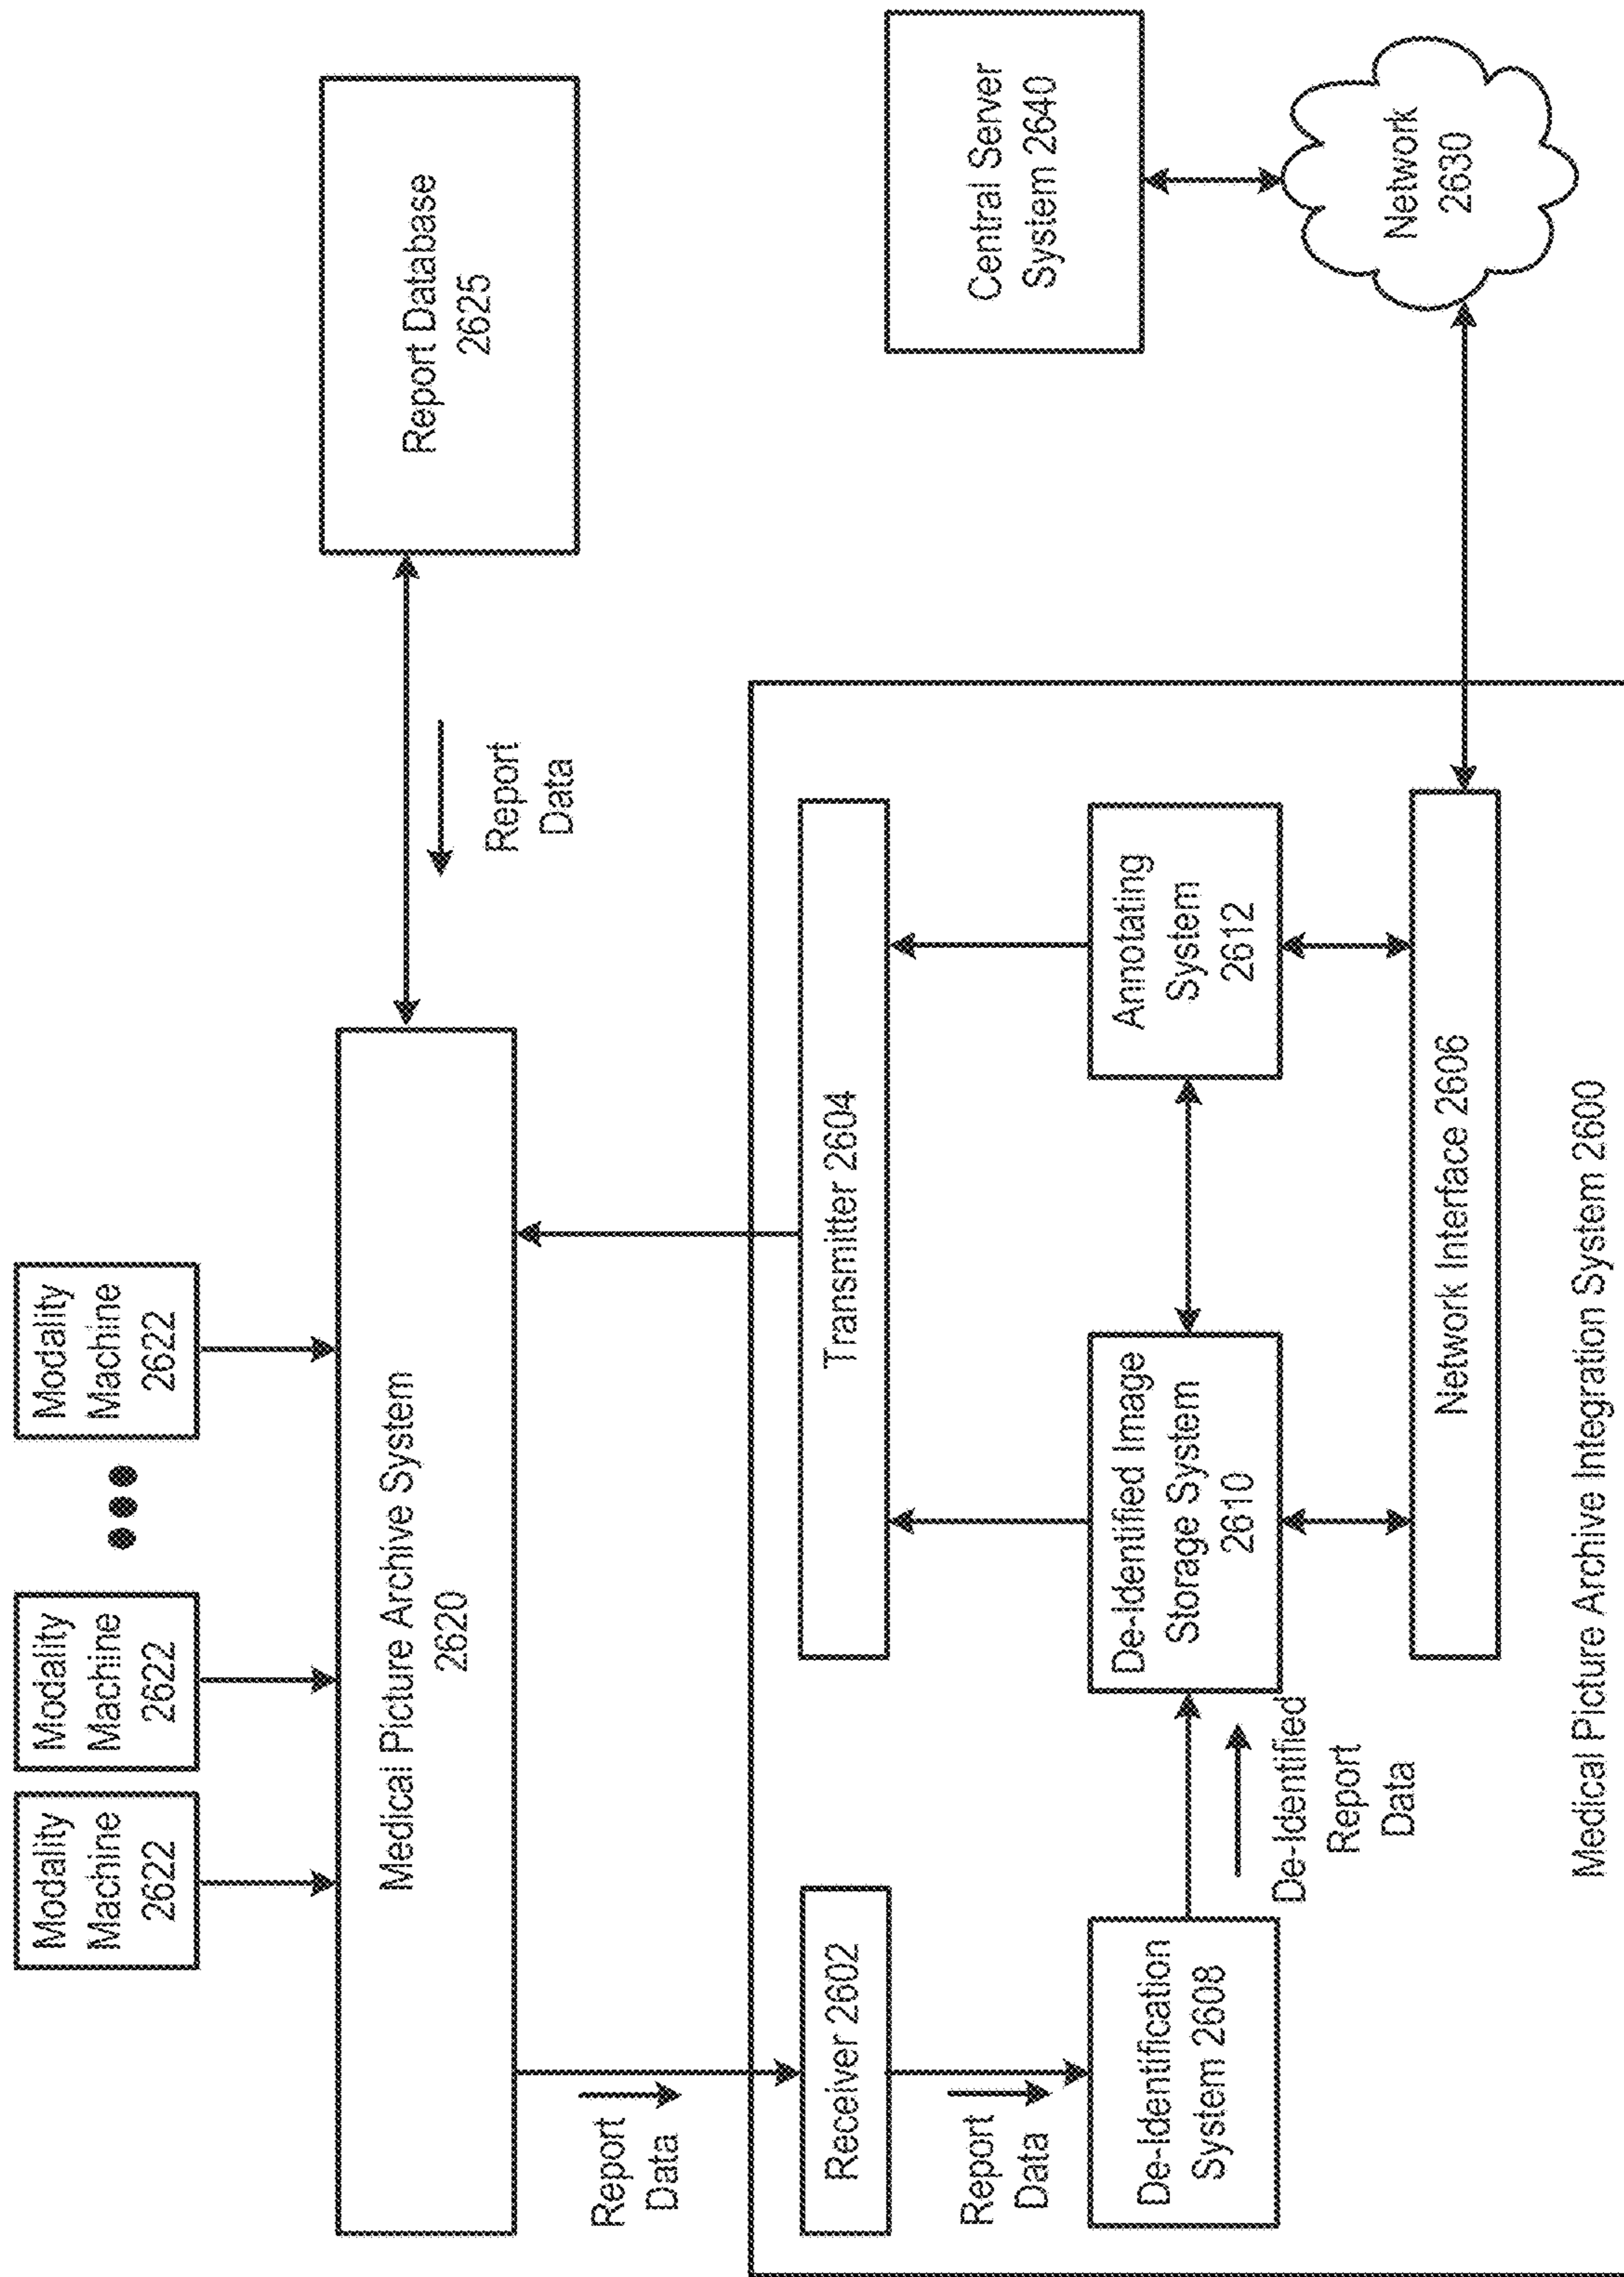 Modality
Machine
2622
Modality
Machine
2622
Modality
Machine
2622
Medical Picture Archive System
2620
Report Database
2625
Report
Data
Report
Data
Receiver 2602
Transmitter 2604
Report
Data
De-Identification
System 2608
De-Identified
Report
Data
De-Identified Image
Storage System
2610
Annotating
System
2612
Network Interface 2606
Central Server
System 2640
Network
2630
Medical Picture Archive Integration System 2600